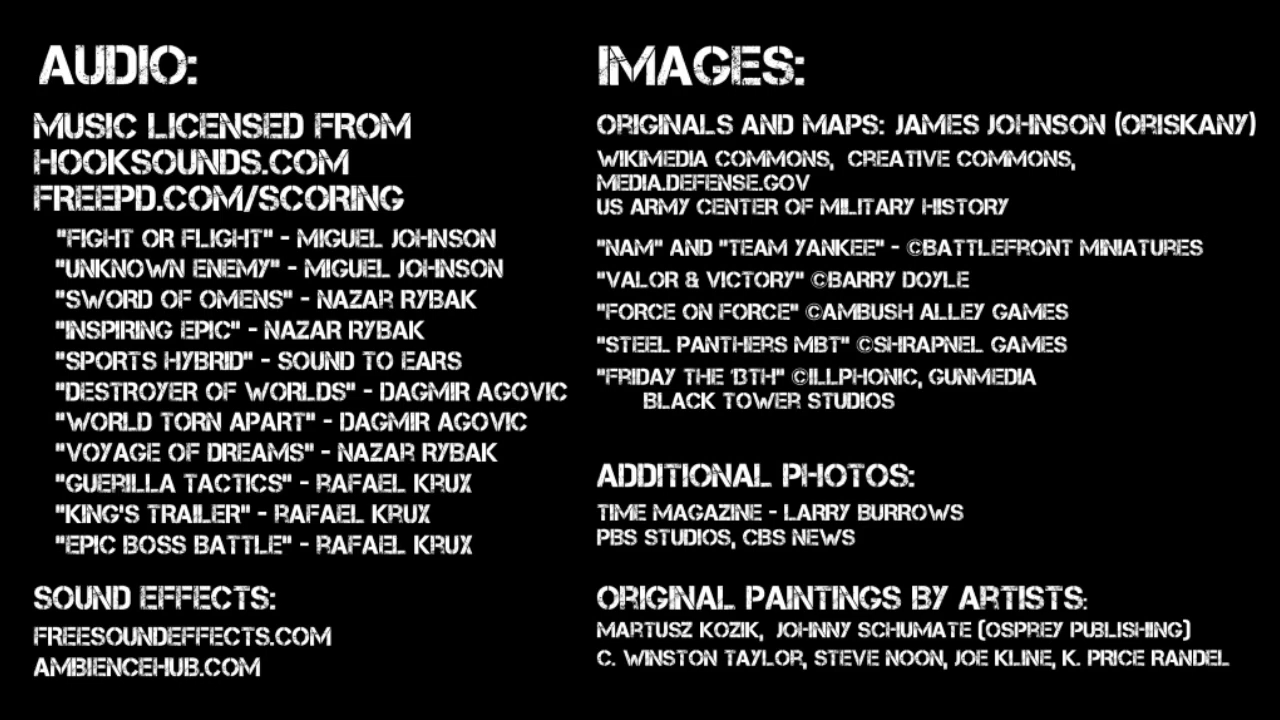 AUDIO:
MUSIC LICENSED FROM
HOOKSOUNDS.COM
FREEPD.COM/SCORING
"FIGHT OR FLIGHT" - MIGUEL JOHNSON
"UNKNOWN ENEMY" - MIGUEL JOHNSON
"SWORD OF OMENS" - NAZAR RYBAK
"INSPIRING EPIC" - NAZAR RYBAK
"SPORTS HYBRID" - SOUND TO EARS
"DESTROYER OF WORLDS" - DAGMIR AGOVIC
"WORLD TORN APART" - DAGMIR AGOVIC
"VOYAGE OF DREAMS" - NAZAR RYBAK
"GUERILLA TACTICS" - RAFAEL KRUX
"KING'S TRAILER" - RAFAEL KRUX
"EPIC BOSS BATTLE" - RAFAEL KRUX
SOUND EFFECTS:
FREESOUNDEFFECTS.COM
AMBIENCEHUB.COM
IMAGES:
ORIGINALS AND MAPS: JAMES JOHNSON (ORISKANY)
WIKIMEDIA COMMONS, CREATIVE COMMONS,
MEDIA.DEFENSE.GOV
US ARMY CENTER OF MILITARY HISTORY
"NAM" AND "TEAM YANKEE" - ©BATTLEFRONT MINIATURES
"VALOR & VICTORY" ©BARRY DOYLE
"FORCE ON FORCE" ©AMBUSH ALLEY GAMES
"STEEL PANTHERS MBT" ©SHRAPNEL GAMES
"FRIDAY THE 13TH" ©ILLPHONIC, GUNMEDIA
BLACK TOWER STUDIOS
ADDITIONAL PHOTOS:
TIME MAGAZINE - LARRY BURROWS
PBS STUDIOS, CBS NEWS
ORIGINAL PAINTINGS BY ARTISTS:
MARTUSZ KOZIK, JOHNNY SCHUMATE (OSPREY PUBLISHING)
C. WINSTON TAYLOR, STEVE NOON, JOE KLINE, K. PRICE RANDEL